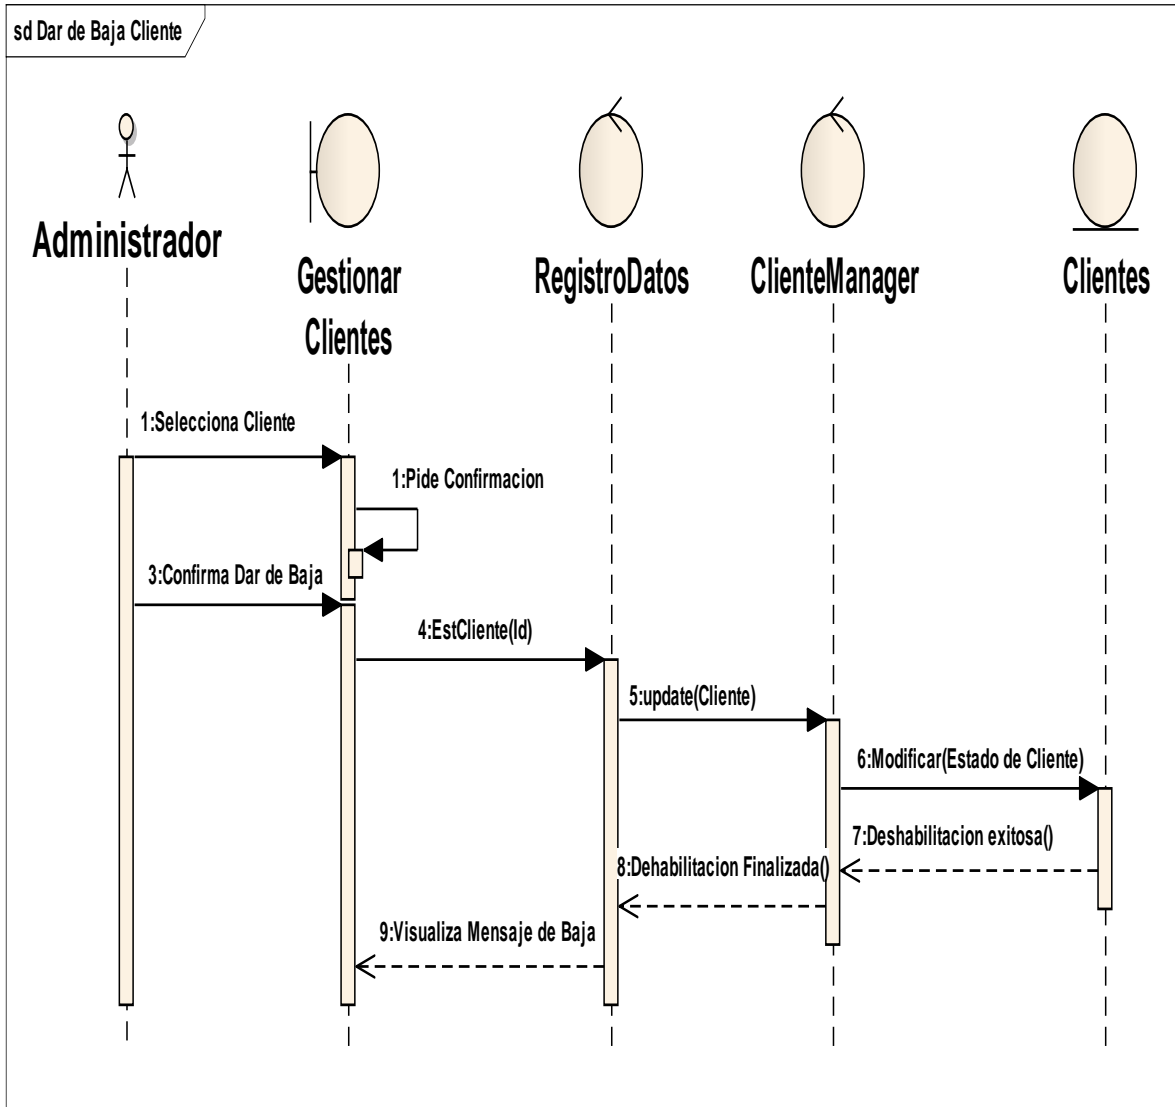 sd Dar de Baja Cliente
Administrador
Gestionar
Clientes
RegistroDatos
ClienteManager
Clientes
1:Selecciona Cliente
1:Pide Confirmacion
3:Confirma Dar de Baja
4:EstCliente(Id)
5:update(Cliente)
6:Modificar(Estado de Cliente)
7:Deshabilitacion exitosa()
8:Dehabilitacion Finalizada()
9:Visualiza Mensaje de Baja